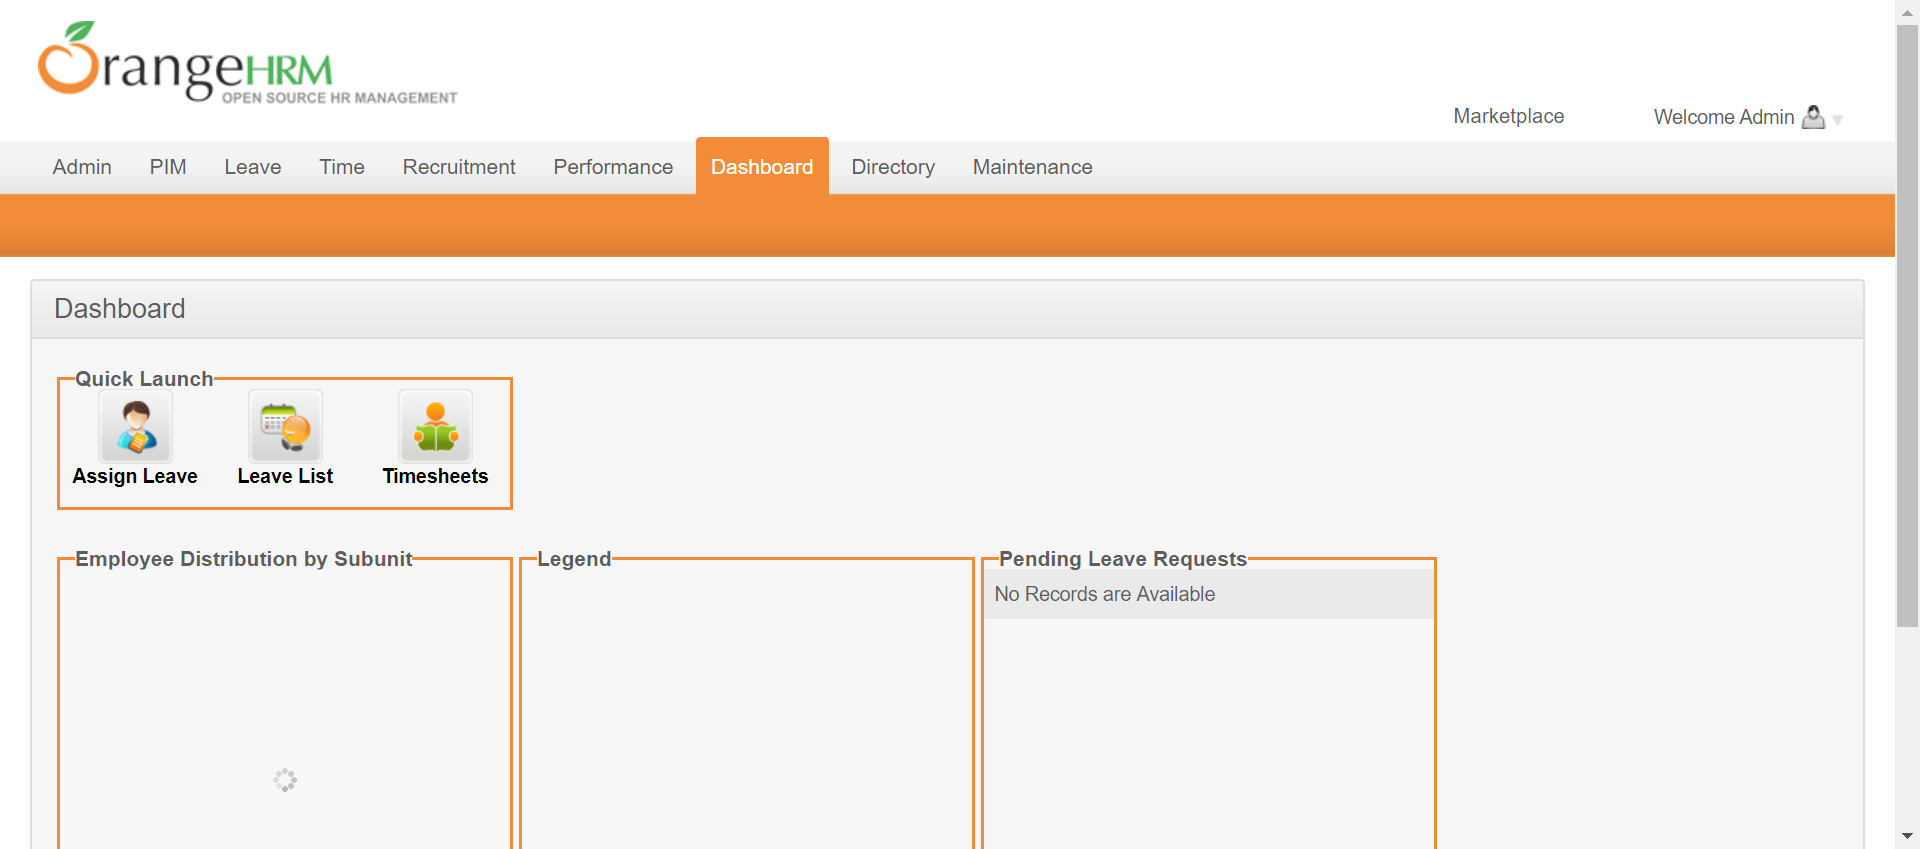 OrangeHRM
OPEN SOURCE HR MANAGEMENT
Marketplace
Welcome Admin
Admin PIM Leave Time Recruitment Performance Dashboard Directory Maintenance
Dashboard
Quick Launch
Assign Leave Leave List Timesheets
Employee Distribution by Subunit Legend Pending Leave Requests
No Records are Available